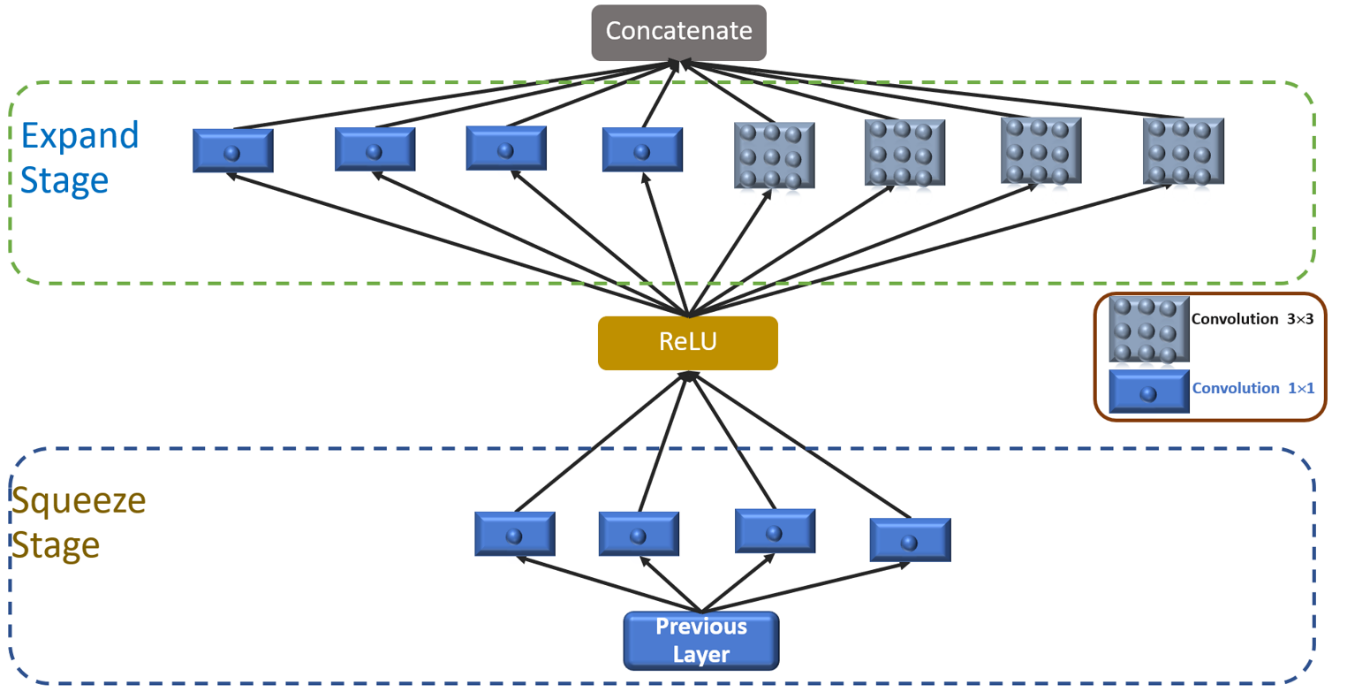 Concatenate
Expand
Stage
ReLU
Convolution 3×3
Convolution 1×1
Squeeze
Stage
Previous
Layer